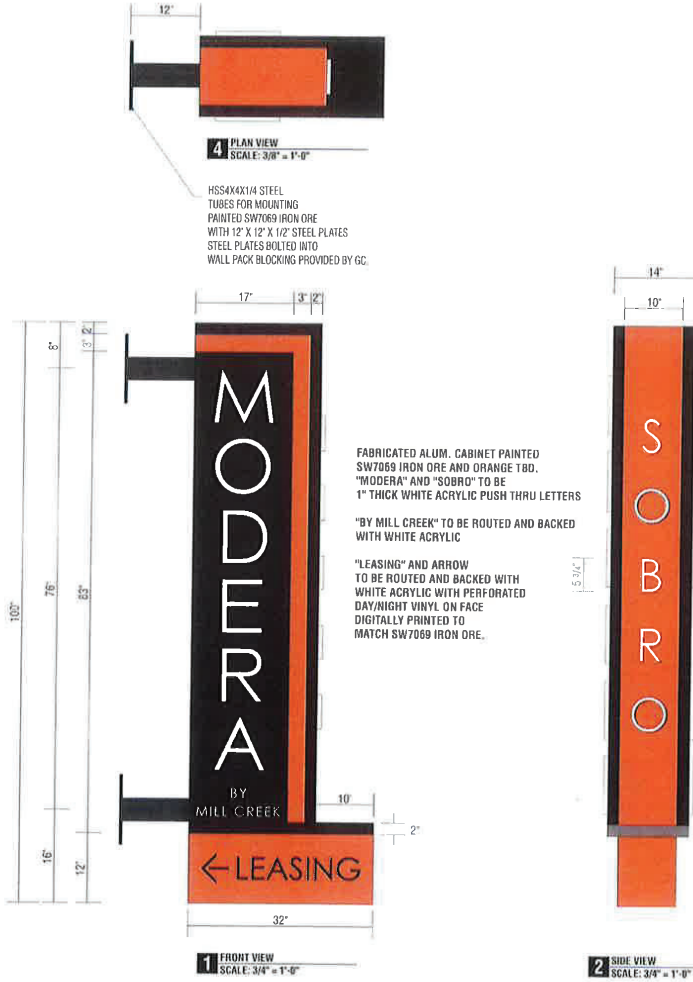 12"
4 PLAN VIEW
SCALE: 3/8" = 1'-0"
HSS4X4X1/4 STEEL
TUBES FOR MOUNTING
PAINTED SW7069 IRON ORE
WITH 12" X 12" X 1/2" STEEL PLATES
STEEL PLATES BOLTED INTO
WALL PACK BLOCKING PROVIDED BY GC.
17" 3" 2"
14"
10"
2"
3"
8"
100"
76"
83"
16"
12"
MODERA
BY
MILL CREEK
10"
2"
←LEASING
32"
1 FRONT VIEW
SCALE: 3/4" = 1'-0"
FABRICATED ALUM. CABINET PAINTED
SW7069 IRON ORE AND ORANGE TBD.
"MODERA" AND "SOBRO" TO BE
1" THICK WHITE ACRYLIC PUSH THRU LETTERS
"BY MILL CREEK" TO BE ROUTED AND BACKED
WITH WHITE ACRYLIC
"LEASING" AND ARROW
TO BE ROUTED AND BACKED WITH
WHITE ACRYLIC WITH PERFORATED
DAY/NIGHT VINYL ON FACE
DIGITALLY PRINTED TO
MATCH SW7069 IRON ORE.
5 3/4"
SOBRO
2 SIDE VIEW
SCALE: 3/4" = 1'-0"